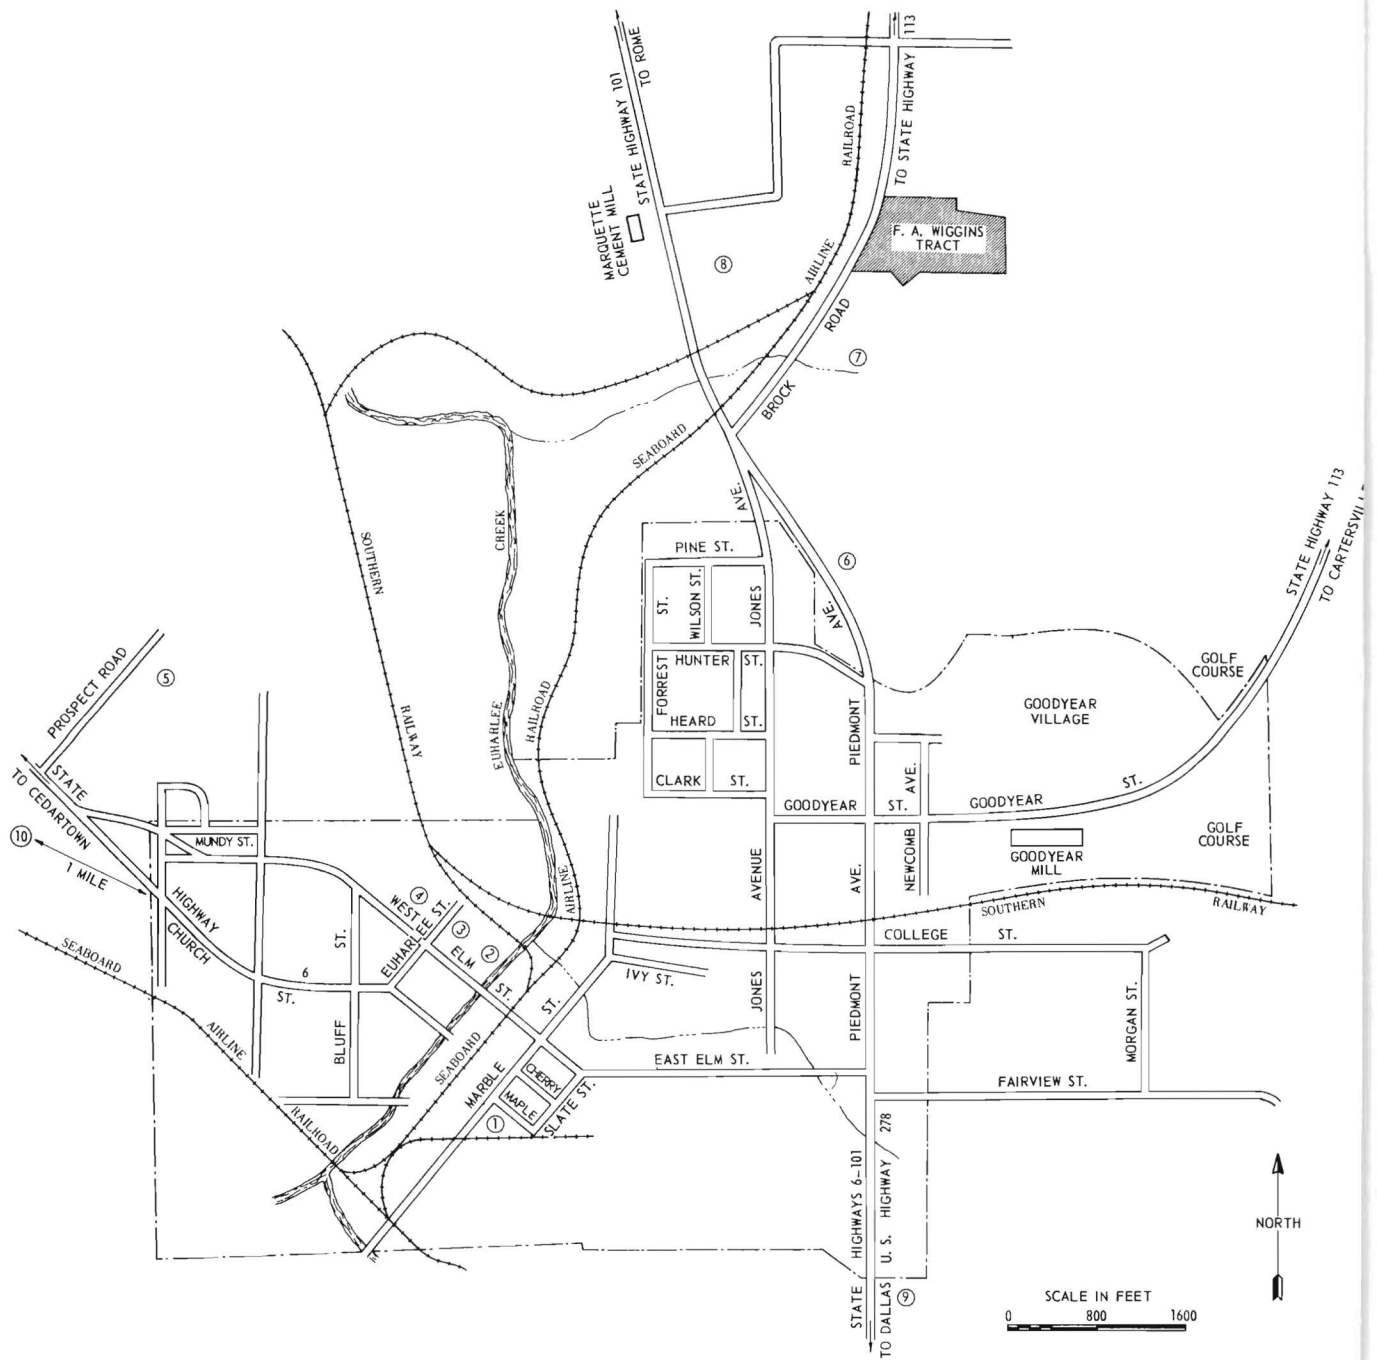 STATE HIGHWAY 101
TO ROME
TO STATE HIGHWAY 113
RAILROAD
MARQUETTE
CEMENT MILL
F. A. WIGGINS
TRACT
8
AIRLINE
BROCK ROAD
7
SEABOARD
AVE.
CREEK
SOUTHERN
STATE HIGHWAY 113
TO CARTERSVILL
PINE ST.
6
ST.
WILSON ST.
JONES
AVE.
HUNTER ST.
FORREST
HEARD ST.
CLARK ST.
PIEDMONT
GOLF
COURSE
GOODYEAR
VILLAGE
PROSPECT ROAD
5
RAILWAY
EUHARLEE
RAILROAD
STATE
TO CEDARTOWN
10
1 MILE
MUNDY ST.
GOODYEAR ST.
AVE.
GOODYEAR ST.
NEWCOMB
GOODYEAR
MILL
GOLF
COURSE
HIGHWAY
CHURCH
6
ST.
ST.
BLUFF
4
WEST
EUHARLEE ST.
3
ELM
2
ST.
AIRLINE
AVENUE
AVE.
SOUTHERN
RAILWAY
COLLEGE ST.
IVY ST.
ST.
JONES
PIEDMONT
MORGAN ST.
SEABOARD
AIRLINE
RAILROAD
SEABOARD
MARBLE
EAST ELM ST.
CHERRY
MAPLE
SLATE ST.
1
FAIRVIEW ST.
STATE HIGHWAYS 6-101
TO DALLAS U. S. HIGHWAY 278
9
NORTH
SCALE IN FEET
0 800 1600